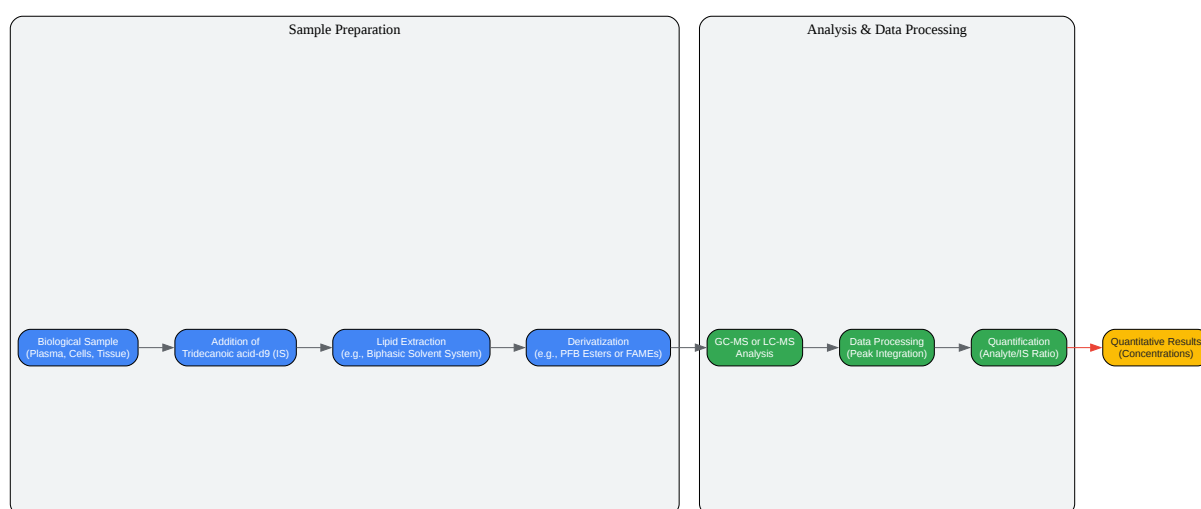 Sample Preparation
Analysis & Data Processing
Biological Sample
(Plasma, Cells, Tissue)
Addition of
Tridecanoic acid-d9 (IS)
Lipid Extraction
(e.g., Biphasic Solvent System)
Derivatization
(e.g., PFB Esters or FAMEs)
GC-MS or LC-MS
Analysis
Data Processing
(Peak Integration)
Quantification
(Analyte/IS Ratio)
Quantitative Results
(Concentrations)